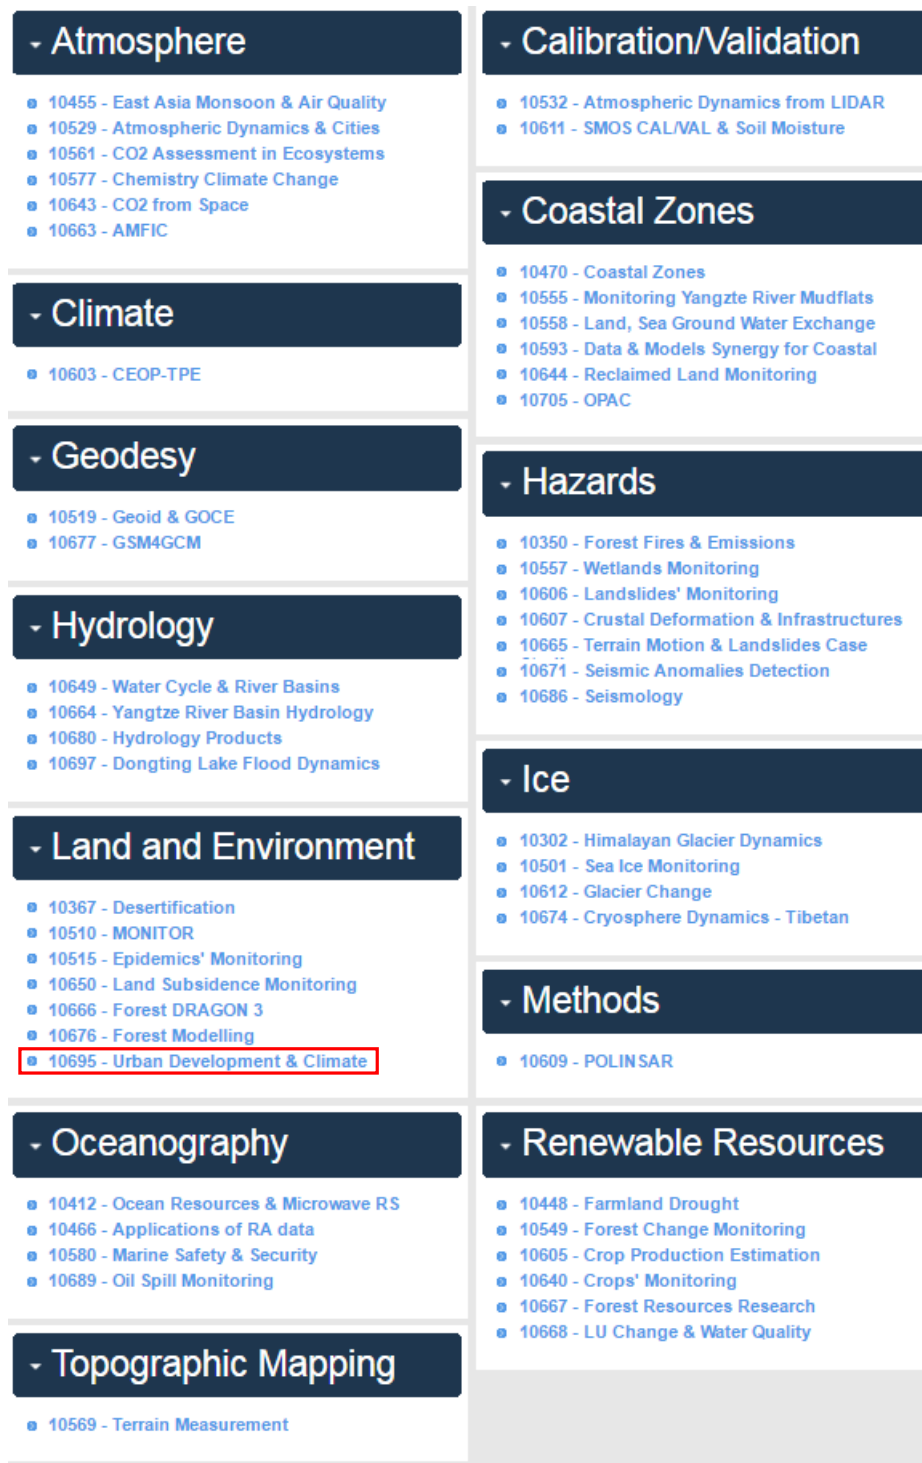 Atmosphere
10455 - East Asia Monsoon & Air Quality
10529 - Atmospheric Dynamics & Cities
10561 - CO2 Assessment in Ecosystems
10577 - Chemistry Climate Change
10643 - CO2 from Space
10663 - AMFIC
Climate
10603 - CEOP-TPE
Geodesy
10519 - Geoid & GOCE
10677 - GSM4GCM
Hydrology
10649 - Water Cycle & River Basins
10664 - Yangtze River Basin Hydrology
10680 - Hydrology Products
10697 - Dongting Lake Flood Dynamics
Land and Environment
10367 - Desertification
10510 - MONITOR
10515 - Epidemics' Monitoring
10650 - Land Subsidence Monitoring
10666 - Forest DRAGON 3
10676 - Forest Modelling
10695 - Urban Development & Climate
Oceanography
10412 - Ocean Resources & Microwave RS
10466 - Applications of RA data
10580 - Marine Safety & Security
10689 - Oil Spill Monitoring
Topographic Mapping
10569 - Terrain Measurement
Calibration/Validation
10532 - Atmospheric Dynamics from LIDAR
10611 - SMOS CAL/VAL & Soil Moisture
Coastal Zones
10470 - Coastal Zones
10555 - Monitoring Yangzte River Mudflats
10558 - Land, Sea Ground Water Exchange
10593 - Data & Models Synergy for Coastal
10644 - Reclaimed Land Monitoring
10705 - OPAC
Hazards
10350 - Forest Fires & Emissions
10557 - Wetlands Monitoring
10606 - Landslides' Monitoring
10607 - Crustal Deformation & Infrastructures
10665 - Terrain Motion & Landslides Case
10671 - Seismic Anomalies Detection
10686 - Seismology
Ice
10302 - Himalayan Glacier Dynamics
10501 - Sea Ice Monitoring
10612 - Glacier Change
10674 - Cryosphere Dynamics - Tibetan
Methods
10609 - POLINSAR
Renewable Resources
10448 - Farmland Drought
10549 - Forest Change Monitoring
10605 - Crop Production Estimation
10640 - Crops' Monitoring
10667 - Forest Resources Research
10668 - LU Change & Water Quality